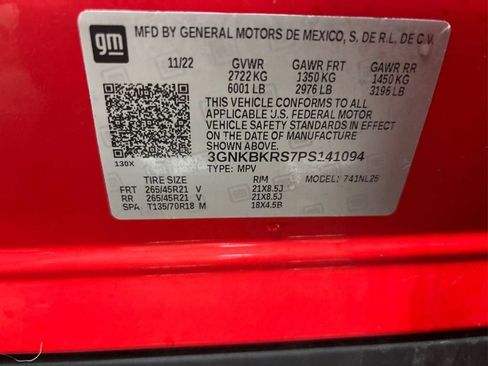 gm
MFD BY GENERAL MOTORS DE MEXICO, S. DE R.L. DE C.V.
11/22 GVWR GAWR FRT GAWR RR
2722 KG 1350 KG 1450 KG
6001 LB 2976 LB 3196 LB
THIS VEHICLE CONFORMS TO ALL
APPLICABLE U.S. FEDERAL MOTOR
VEHICLE SAFETY STANDARDS IN EFFECT
ON THE DATE OF MANUFACTURE
SHOWN ABOVE.
130X 3GNKBKRS7PS141094
TYPE: MPV
TIRE SIZE RIM MODEL: 741NL26
FRT 265/45R21 V 21X8.5J
RR 265/45R21 V 21X8.5J
SPA T135/70R18 M 18X4.5B